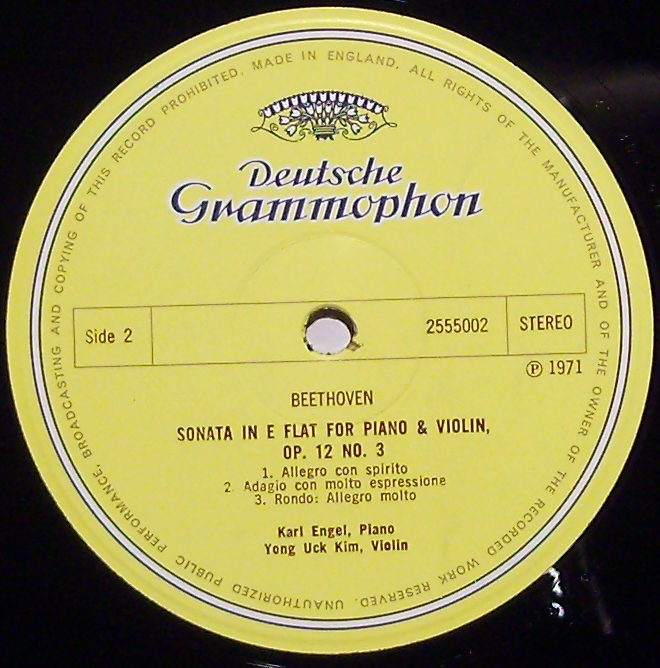 Deutsche
Grammophon
Side 2
2555002
STEREO
℗ 1971
BEETHOVEN
SONATA IN E FLAT FOR PIANO & VIOLIN,
OP. 12 NO. 3
1. Allegro con spirito
2. Adagio con molto espressione
3. Rondo: Allegro molto
Karl Engel, Piano
Yong Uck Kim, Violin
MADE IN ENGLAND. ALL RIGHTS OF THE MANUFACTURER AND OF THE OWNER OF THE RECORDED WORK RESERVED. UNAUTHORIZED PUBLIC PERFORMANCE, BROADCASTING AND COPYING OF THIS RECORD PROHIBITED.